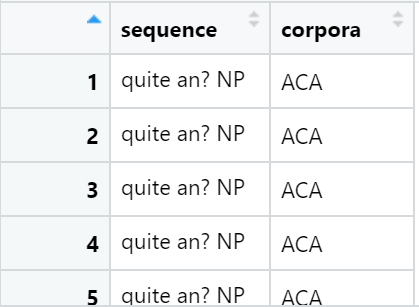 sequence corpora
1 quite an? NP ACA
2 quite an? NP ACA
3 quite an? NP ACA
4 quite an? NP ACA
5 quite an? NP ACA